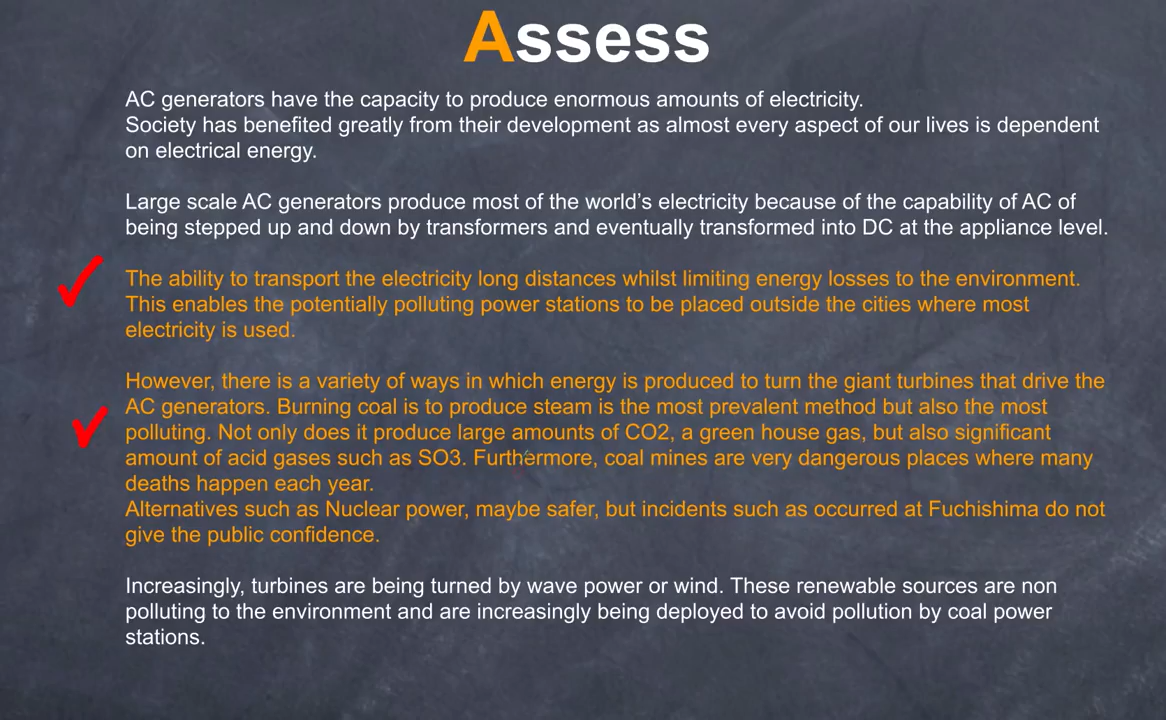 Assess
AC generators have the capacity to produce enormous amounts of electricity.
Society has benefited greatly from their development as almost every aspect of our lives is dependent
on electrical energy.
Large scale AC generators produce most of the world's electricity because of the capability of AC of
being stepped up and down by transformers and eventually transformed into DC at the appliance level.
The ability to transport the electricity long distances whilst limiting energy losses to the environment.
This enables the potentially polluting power stations to be placed outside the cities where most
electricity is used.
However, there is a variety of ways in which energy is produced to turn the giant turbines that drive the
AC generators. Burning coal is to produce steam is the most prevalent method but also the most
polluting. Not only does it produce large amounts of CO2, a green house gas, but also significant
amount of acid gases such as SO3. Furthermore, coal mines are very dangerous places where many
deaths happen each year.
Alternatives such as Nuclear power, maybe safer, but incidents such as occurred at Fuchishima do not
give the public confidence.
Increasingly, turbines are being turned by wave power or wind. These renewable sources are non
polluting to the environment and are increasingly being deployed to avoid pollution by coal power
stations.